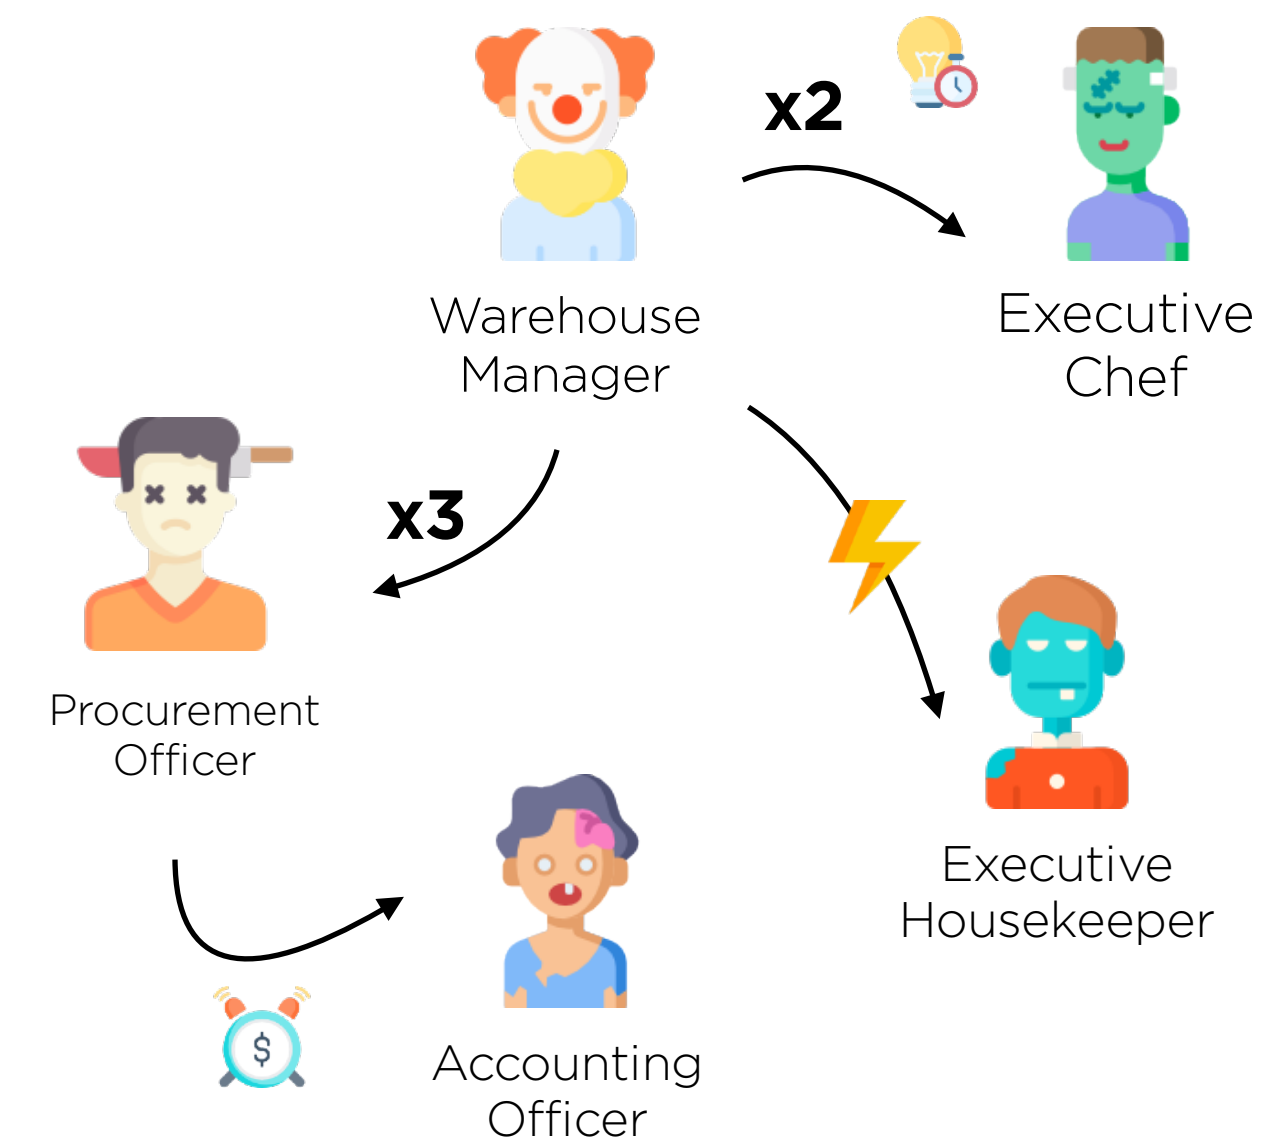 x2
Warehouse
Manager
Executive
Chef
x3
Procurement
Officer
$
Executive
Housekeeper
Accounting
Officer